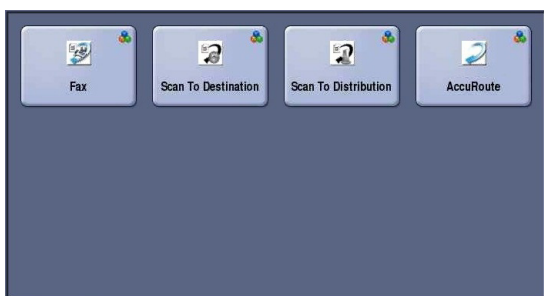 Fax
Scan To Destination
Scan To Distribution
AccuRoute